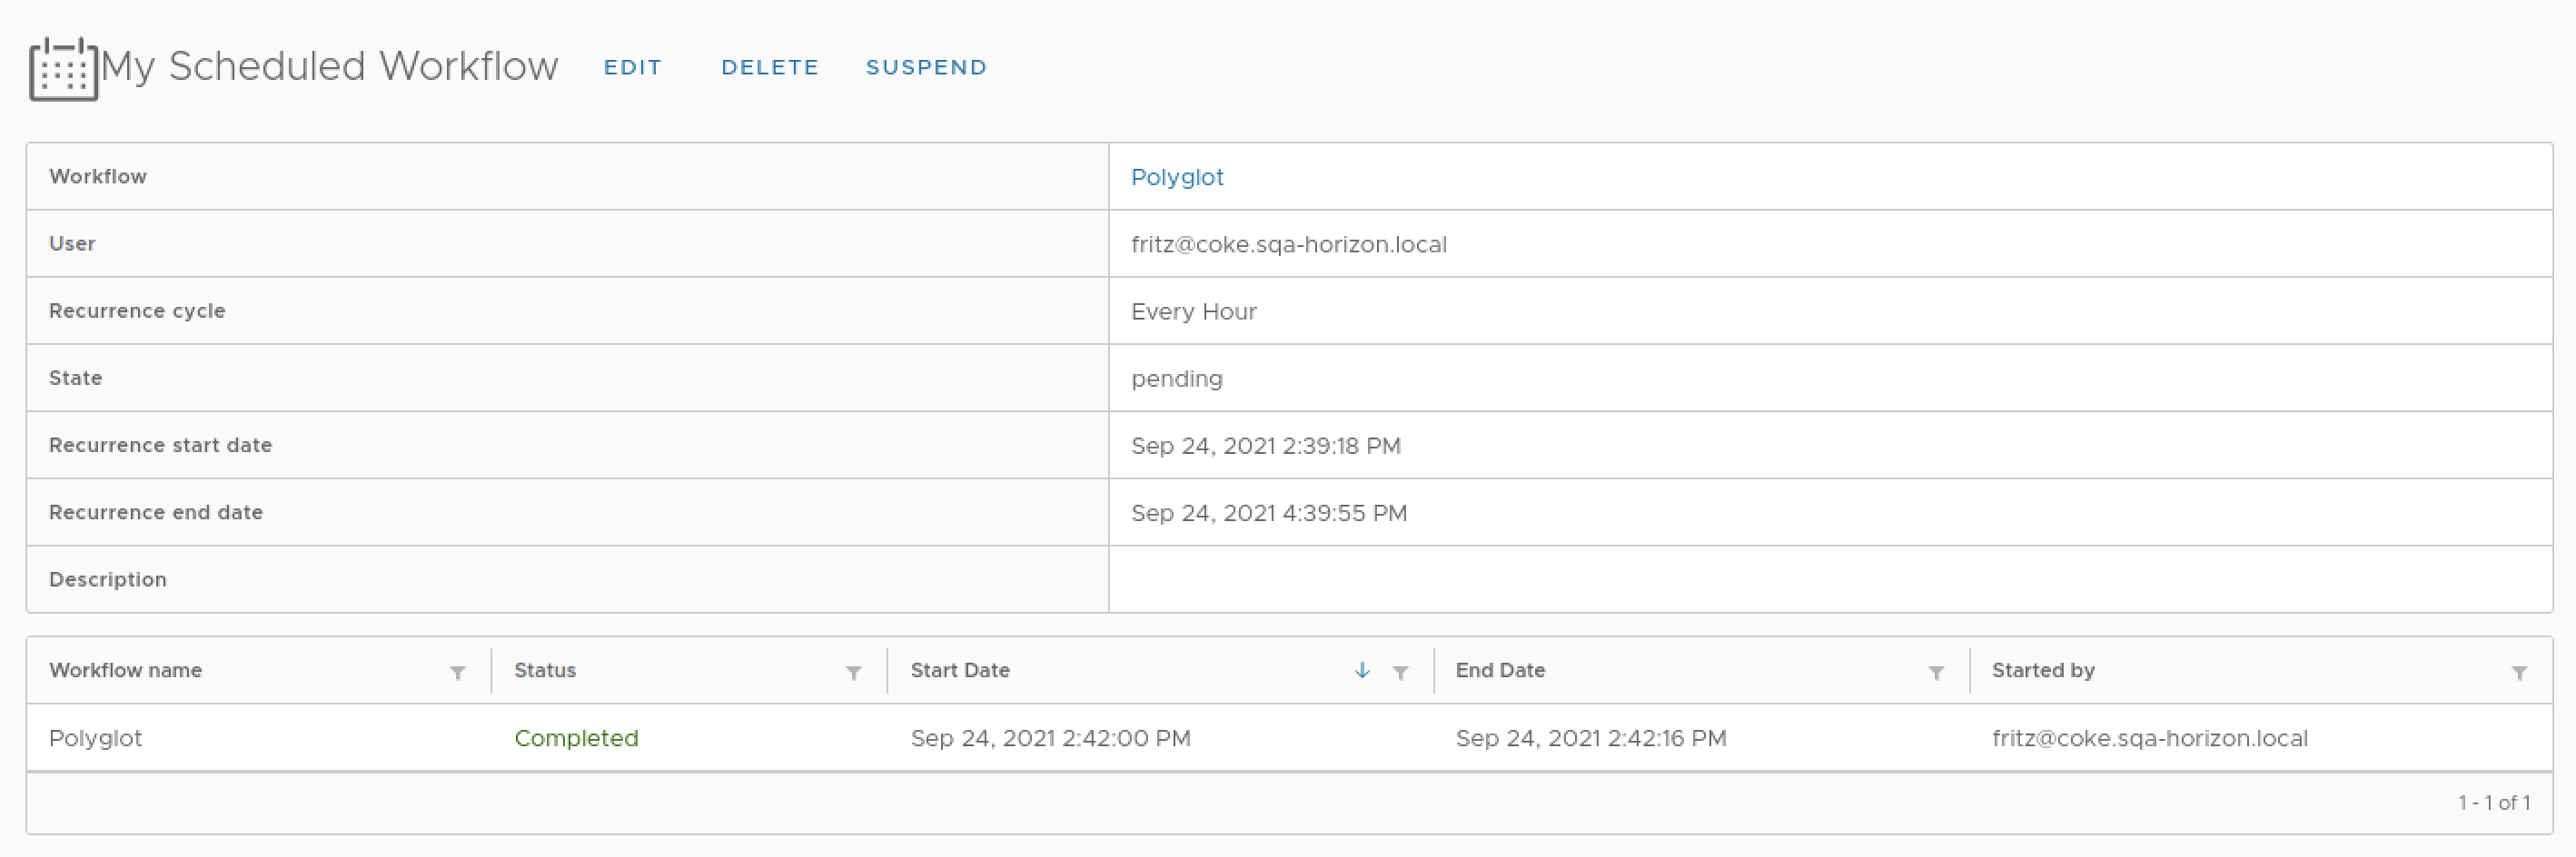 My Scheduled Workflow EDIT DELETE SUSPEND
Workflow Polyglot
User fritz@coke.sqa-horizon.local
Recurrence cycle Every Hour
State pending
Recurrence start date Sep 24, 2021 2:39:18 PM
Recurrence end date Sep 24, 2021 4:39:55 PM
Description
Workflow name Status Start Date End Date Started by
Polyglot Completed Sep 24, 2021 2:42:00 PM Sep 24, 2021 2:42:16 PM fritz@coke.sqa-horizon.local
1 - 1 of 1